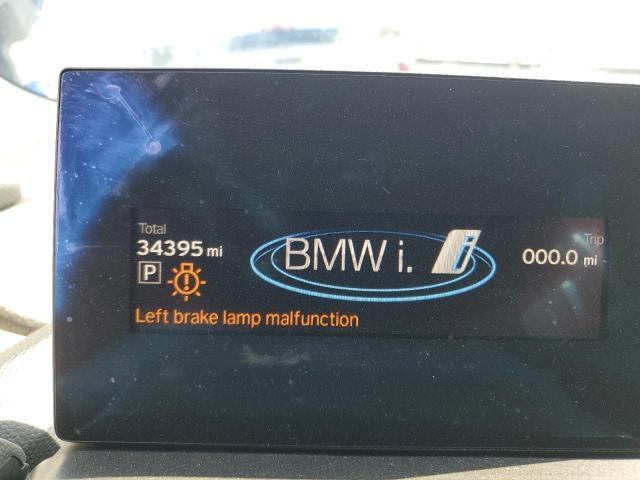 Total
34395 mi
P
BMW i.
i
Trip
000.0 mi
Left brake lamp malfunction